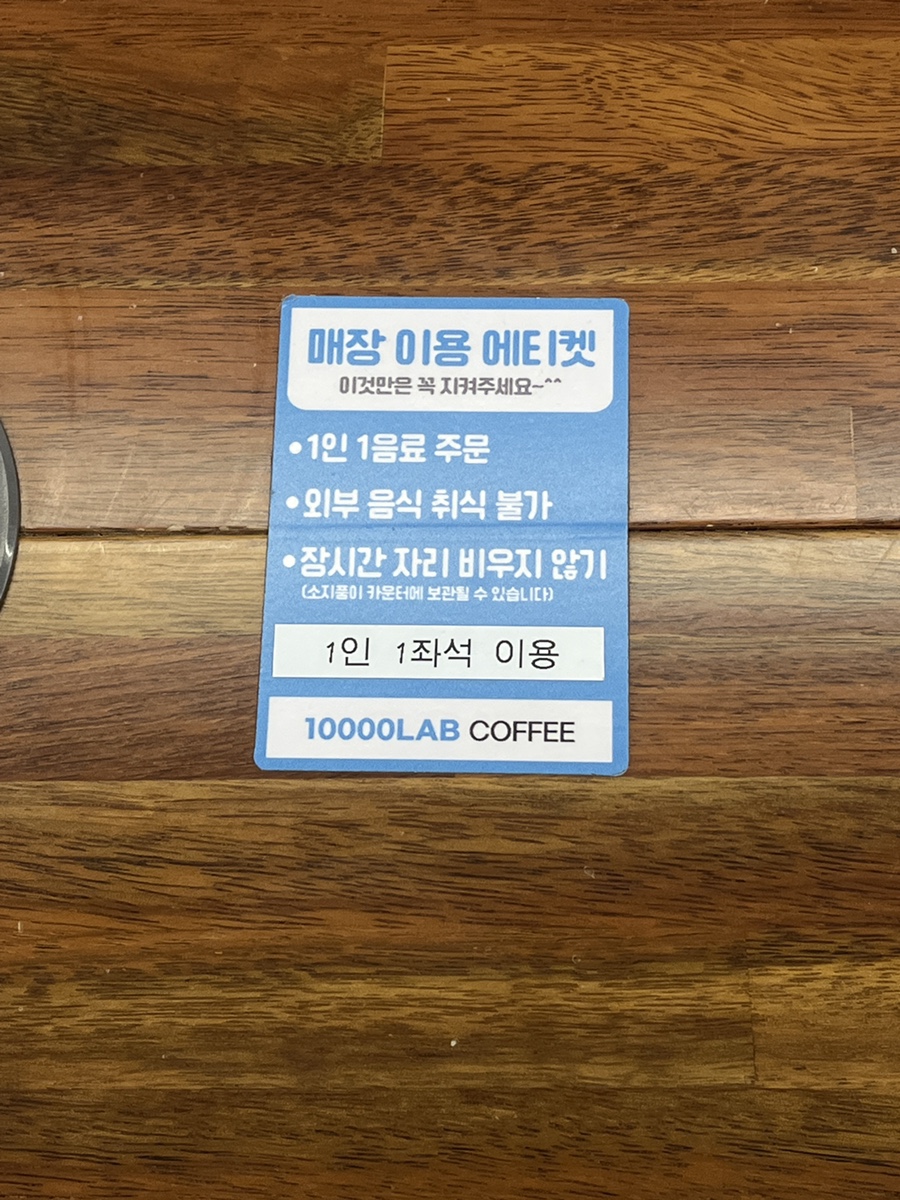 매장 이용 에티켓
이것만은 꼭 지켜주세요~^^
•1인 1음료 주문
•외부 음식 취식 불가
•장시간 자리 비우지 않기
(소지품이 카운터에 보관될 수 있습니다)
1인 1좌석 이용
10000LAB COFFEE